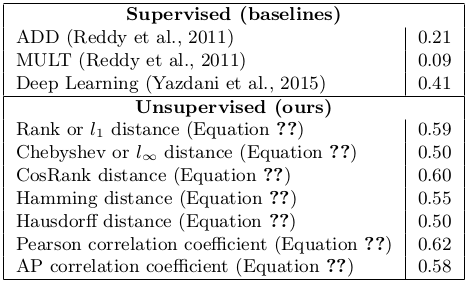 Supervised (baselines)
ADD (Reddy et al., 2011) 0.21
MULT (Reddy et al., 2011) 0.09
Deep Learning (Yazdani et al., 2015) 0.41
Unsupervised (ours)
Rank or l₁ distance (Equation ??) 0.59
Chebyshev or l∞ distance (Equation ??) 0.50
CosRank distance (Equation ??) 0.60
Hamming distance (Equation ??) 0.55
Hausdorff distance (Equation ??) 0.50
Pearson correlation coefficient (Equation ??) 0.62
AP correlation coefficient (Equation ??) 0.58